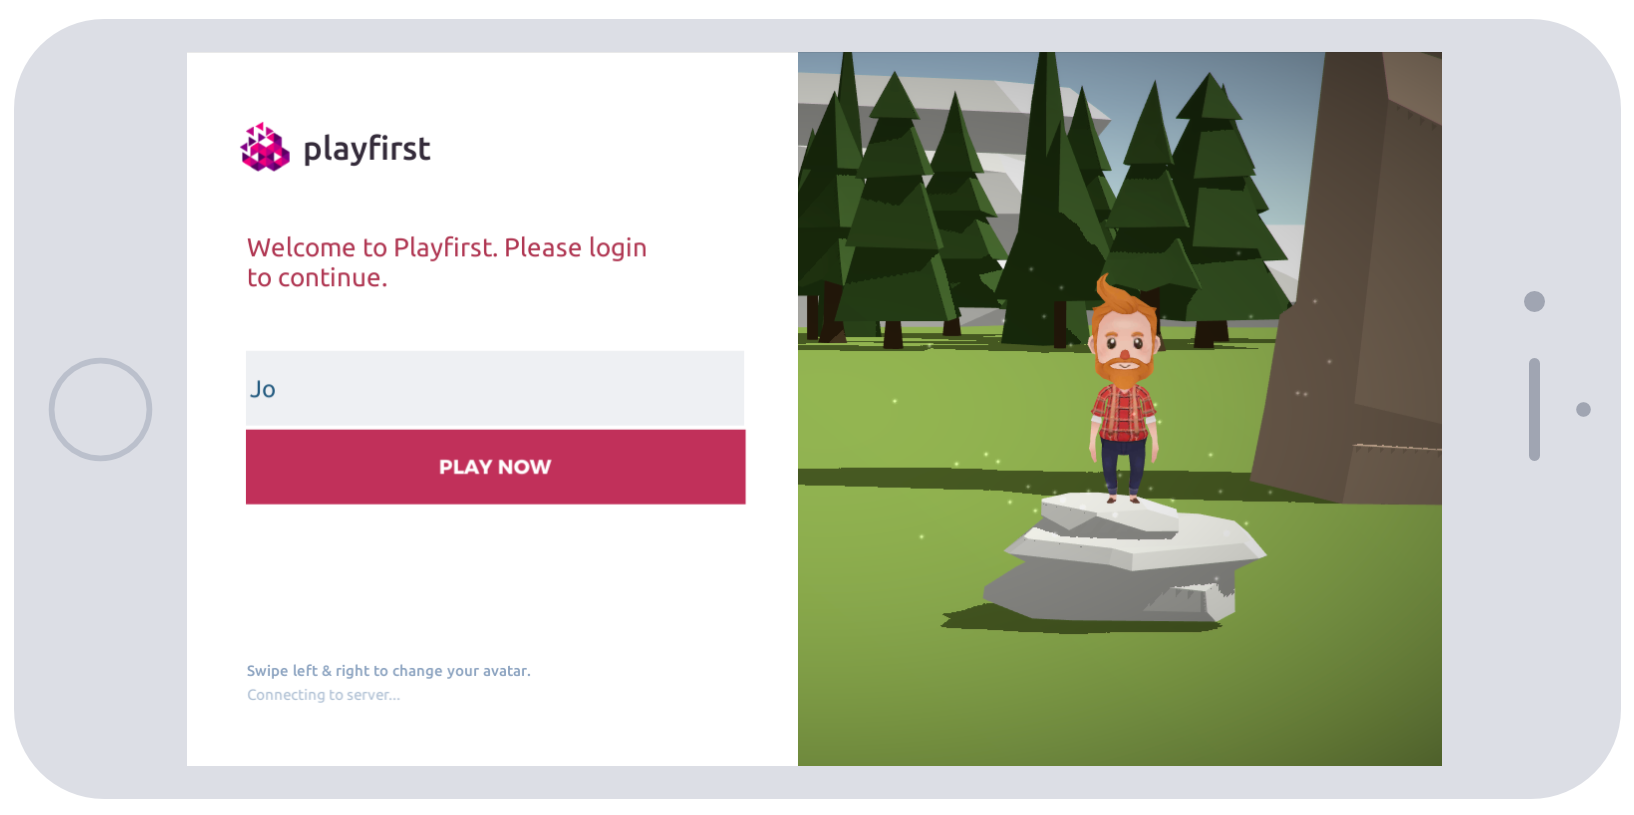 playfirst
Welcome to Playfirst. Please login
to continue.
Jo
PLAY NOW
Swipe left & right to change your avatar.
Connecting to server...